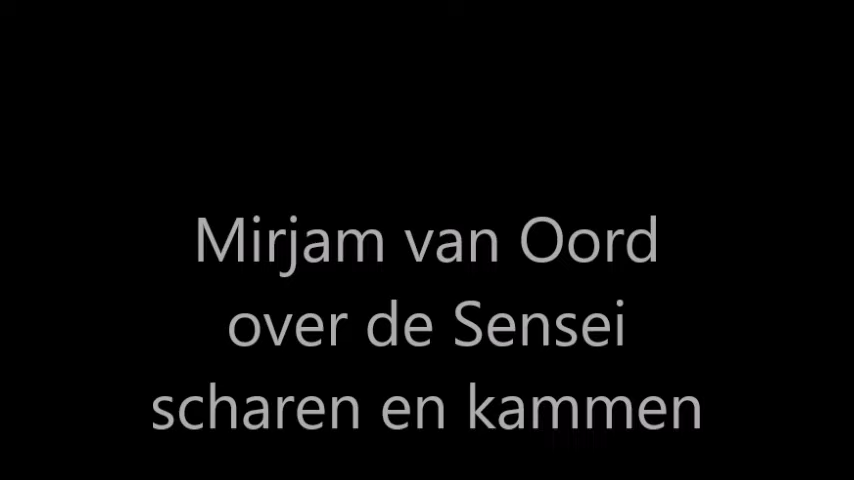 Mirjam van Oord
over de Sensei
scharen en kammen